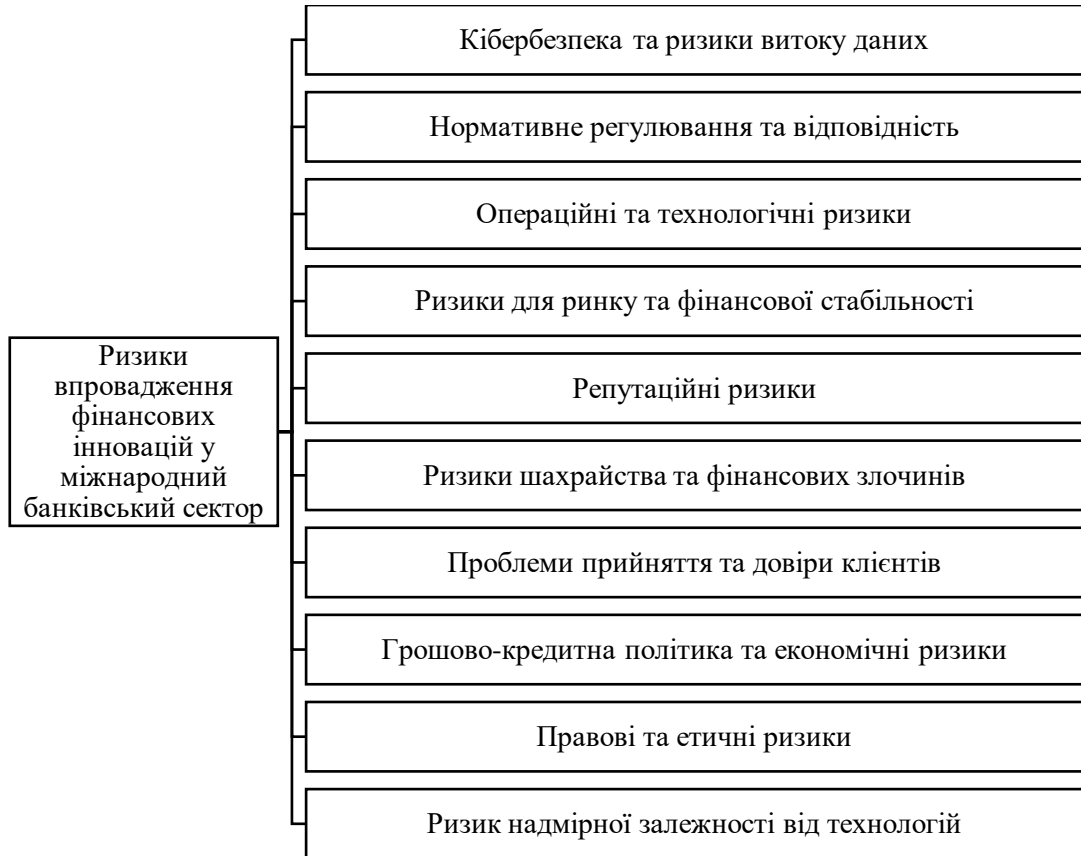 Кібербезпека та ризики витоку даних
Нормативне регулювання та відповідність
Операційні та технологічні ризики
Ризики для ринку та фінансової стабільності
Ризики
впровадження
фінансових
інновацій у
міжнародний
банківський сектор
Репутаційні ризики
Ризики шахрайства та фінансових злочинів
Проблеми прийняття та довіри клієнтів
Грошово-кредитна політика та економічні ризики
Правові та етичні ризики
Ризик надмірної залежності від технологій